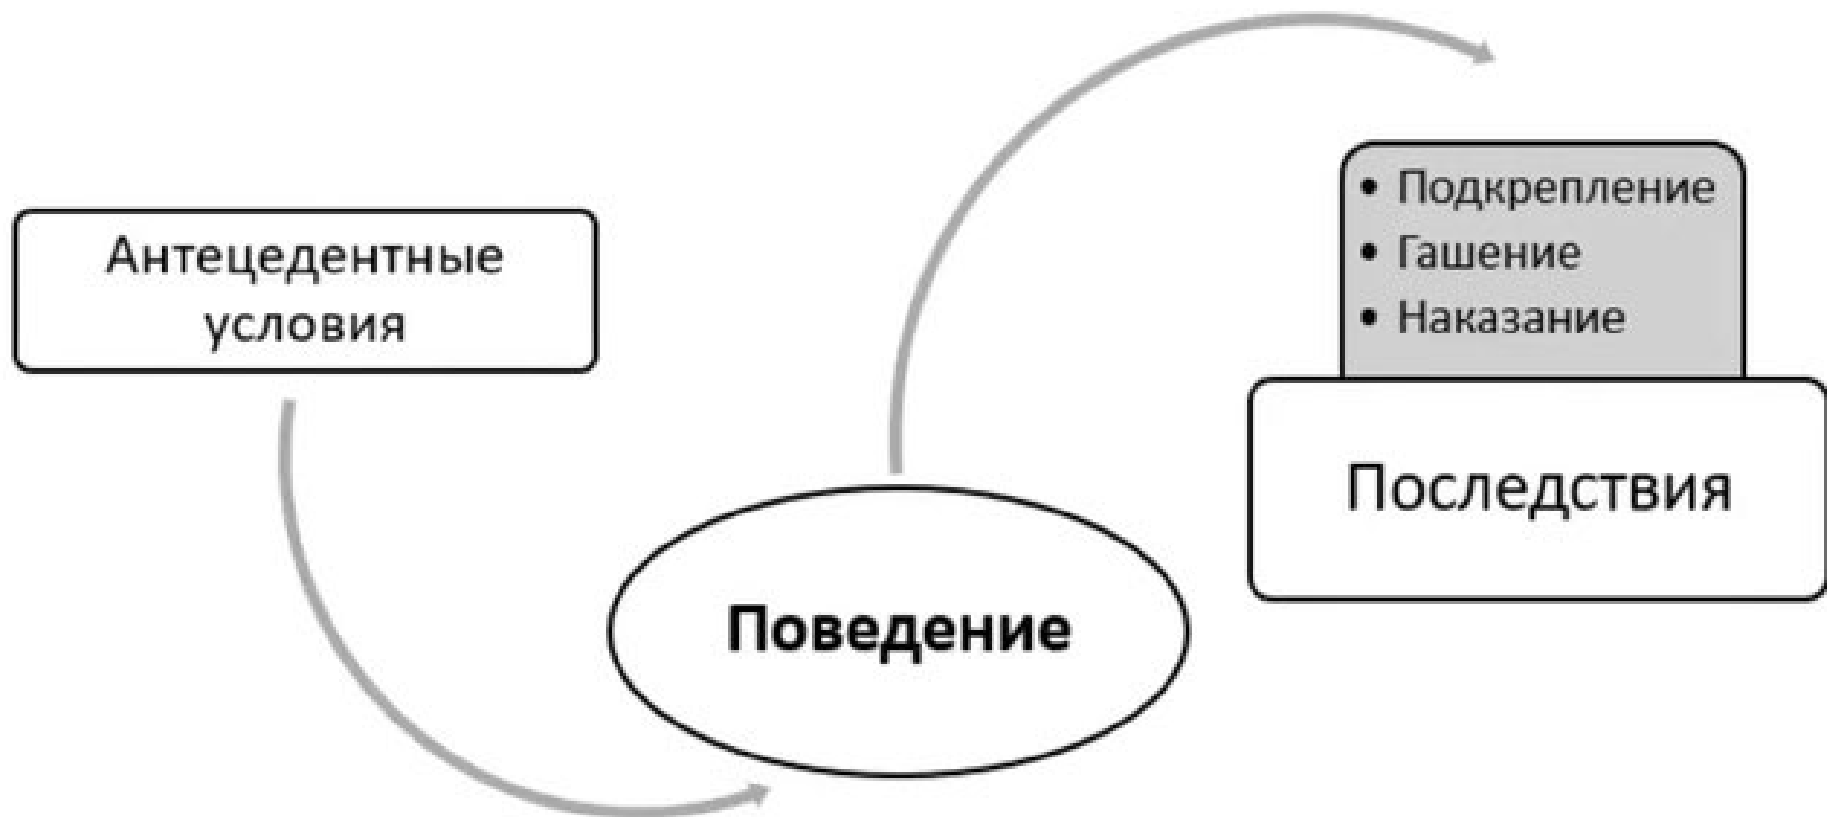 Антецедентные
условия
Поведение
• Подкрепление
• Гашение
• Наказание
Последствия